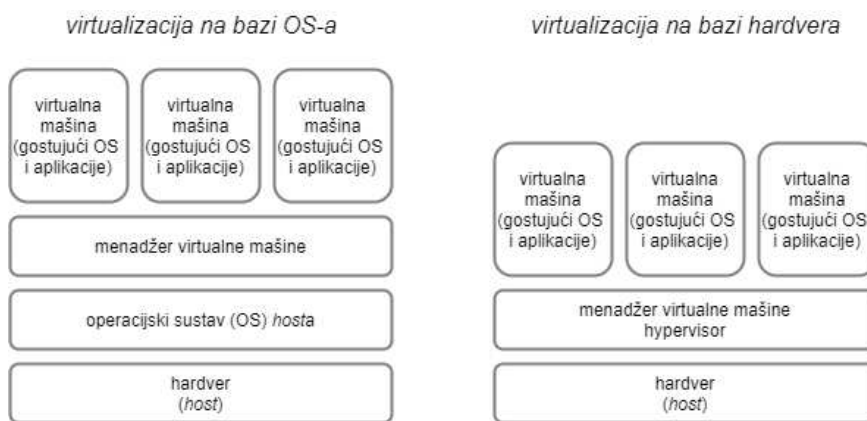 virtualizacija na bazi OS-a
virtualna
mašina
(gostujući OS
i aplikacije)
virtualna
mašina
(gostujući OS
i aplikacije)
virtualna
mašina
(gostujući OS
i aplikacije)
menadžer virtualne mašine
operacijski sustav (OS) hosta
hardver
(host)
virtualizacija na bazi hardvera
virtualna
mašina
(gostujući OS
i aplikacije)
virtualna
mašina
(gostujući OS
i aplikacije)
virtualna
mašina
(gostujući OS
i aplikacije)
menadžer virtualne mašine
hypervisor
hardver
(host)